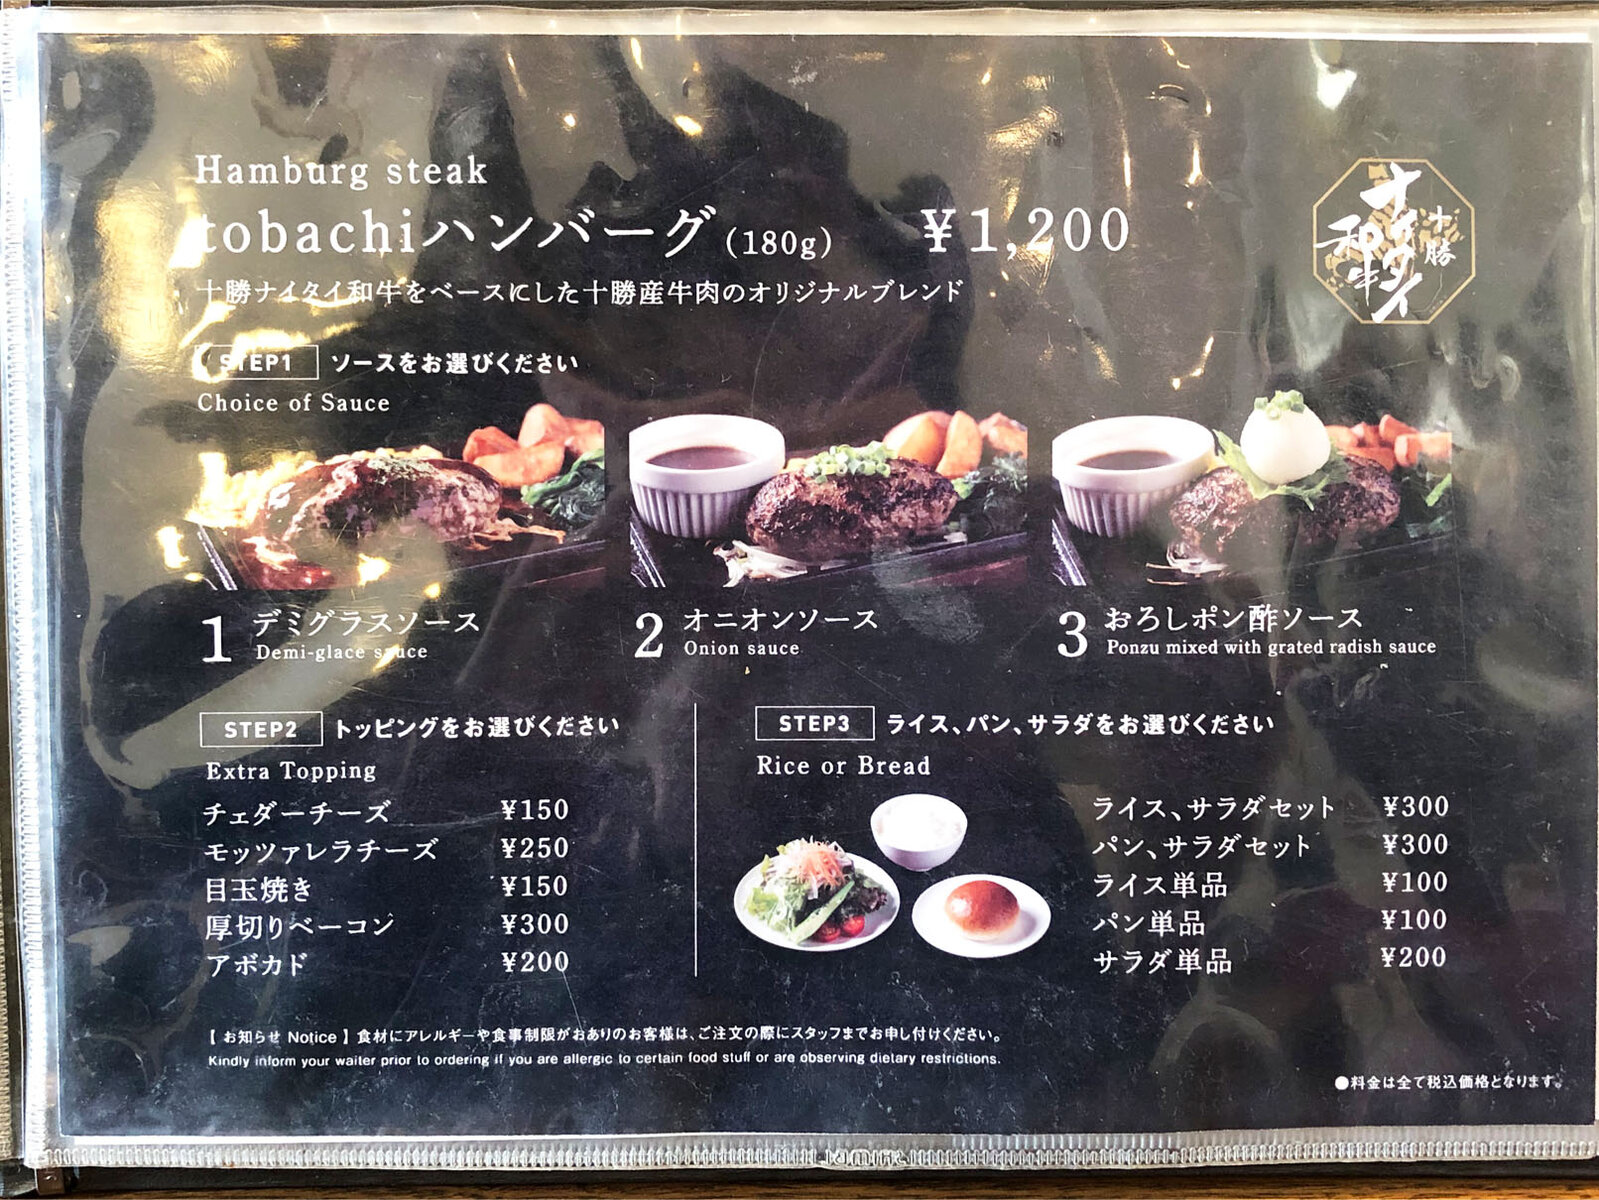 Hamburg steak
tobachiハンバーグ (180g) ¥1,200
十勝ナイタイ和牛をベースにした十勝産牛肉のオリジナルブレンド
十勝
ナイタイ
和牛
STEP1 ソースをお選びください
Choice of Sauce
1 デミグラスソース
Demi-glace sauce
2 オニオンソース
Onion sauce
3 おろしポン酢ソース
Ponzu mixed with grated radish sauce
STEP2 トッピングをお選びください
Extra Topping
チェダーチーズ ¥150
モッツァレラチーズ ¥250
目玉焼き ¥150
厚切りベーコン ¥300
アボカド ¥200
STEP3 ライス、パン、サラダをお選びください
Rice or Bread
ライス、サラダセット ¥300
パン、サラダセット ¥300
ライス単品 ¥100
パン単品 ¥100
サラダ単品 ¥200
【 お知らせ Notice 】食材にアレルギーや食事制限がおありのお客様は、ご注文の際にスタッフまでお申し付けください。
Kindly inform your waiter prior to ordering if you are allergic to certain food stuff or are observing dietary restrictions.
●料金は全て税込価格となります。